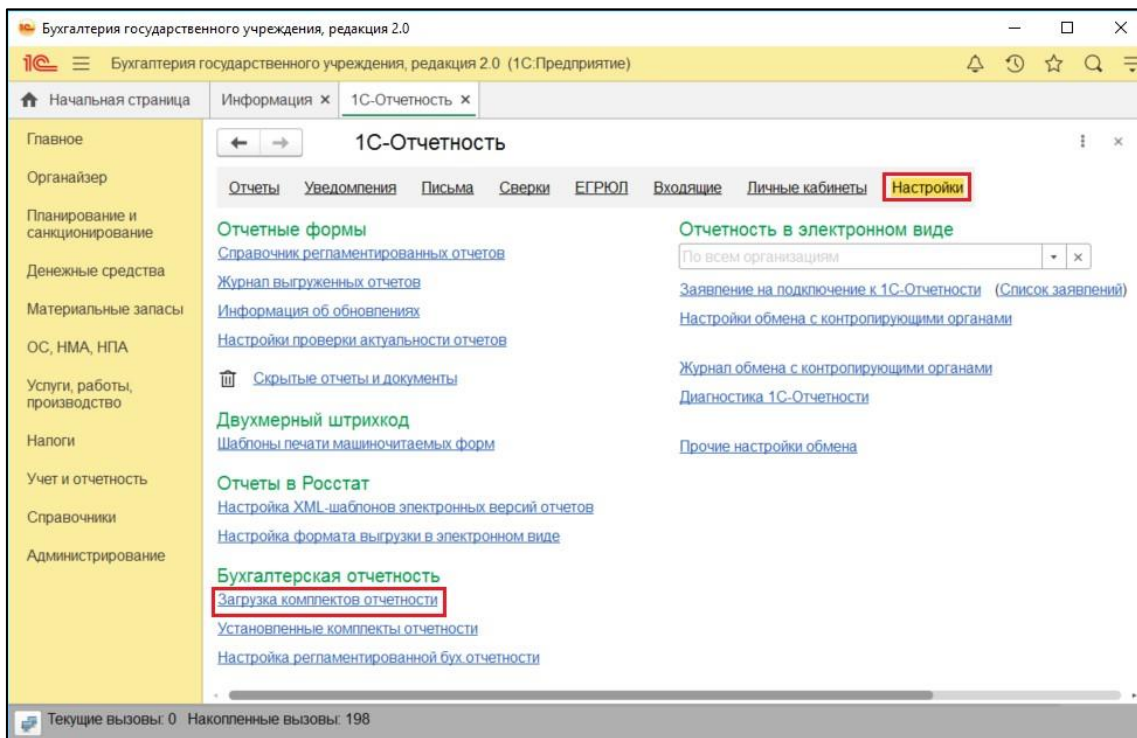 Бухгалтерия государственного учреждения, редакция 2.0
Бухгалтерия государственного учреждения, редакция 2.0 (1С:Предприятие)
Начальная страница
Информация ×
1С-Отчетность ×
Главное
Органайзер
Планирование и
санкционирование
Денежные средства
Материальные запасы
ОС, НМА, НПА
Услуги, работы,
производство
Налоги
Учет и отчетность
Справочники
Администрирование
1С-Отчетность
Отчеты Уведомления Письма Сверки ЕГРЮЛ Входящие Личные кабинеты Настройки
Отчетные формы
Справочник регламентированных отчетов
Журнал выгруженных отчетов
Информация об обновлениях
Настройки проверки актуальности отчетов
Скрытые отчеты и документы
Двухмерный штрихкод
Шаблоны печати машиночитаемых форм
Отчеты в Росстат
Настройка XML-шаблонов электронных версий отчетов
Настройка формата выгрузки в электронном виде
Бухгалтерская отчетность
Загрузка комплектов отчетности
Установленные комплекты отчетности
Настройка регламентированной бух.отчетности
Отчетность в электронном виде
По всем организациям
Заявление на подключение к 1С-Отчетности (Список заявлений)
Настройки обмена с контролирующими органами
Журнал обмена с контролирующими органами
Диагностика 1С-Отчетности
Прочие настройки обмена
Текущие вызовы: 0 Накопленные вызовы: 198